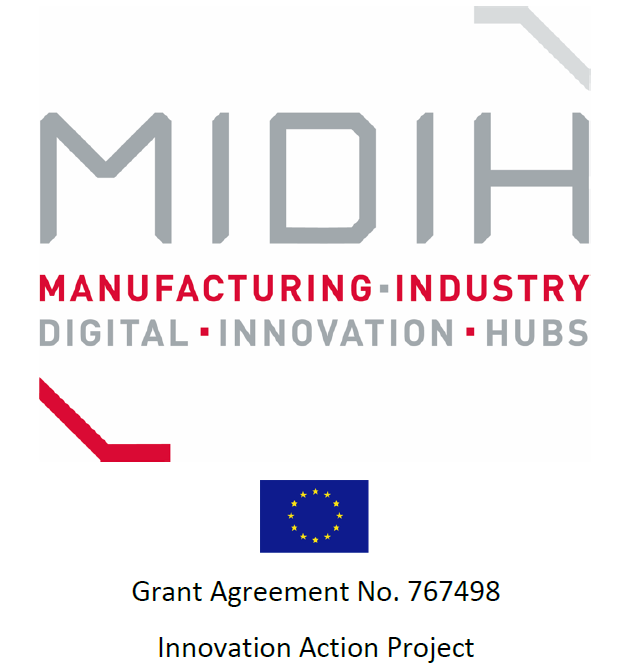 MIDIH
MANUFACTURING·INDUSTRY
DIGITAL·INNOVATION·HUBS
Grant Agreement No. 767498
Innovation Action Project